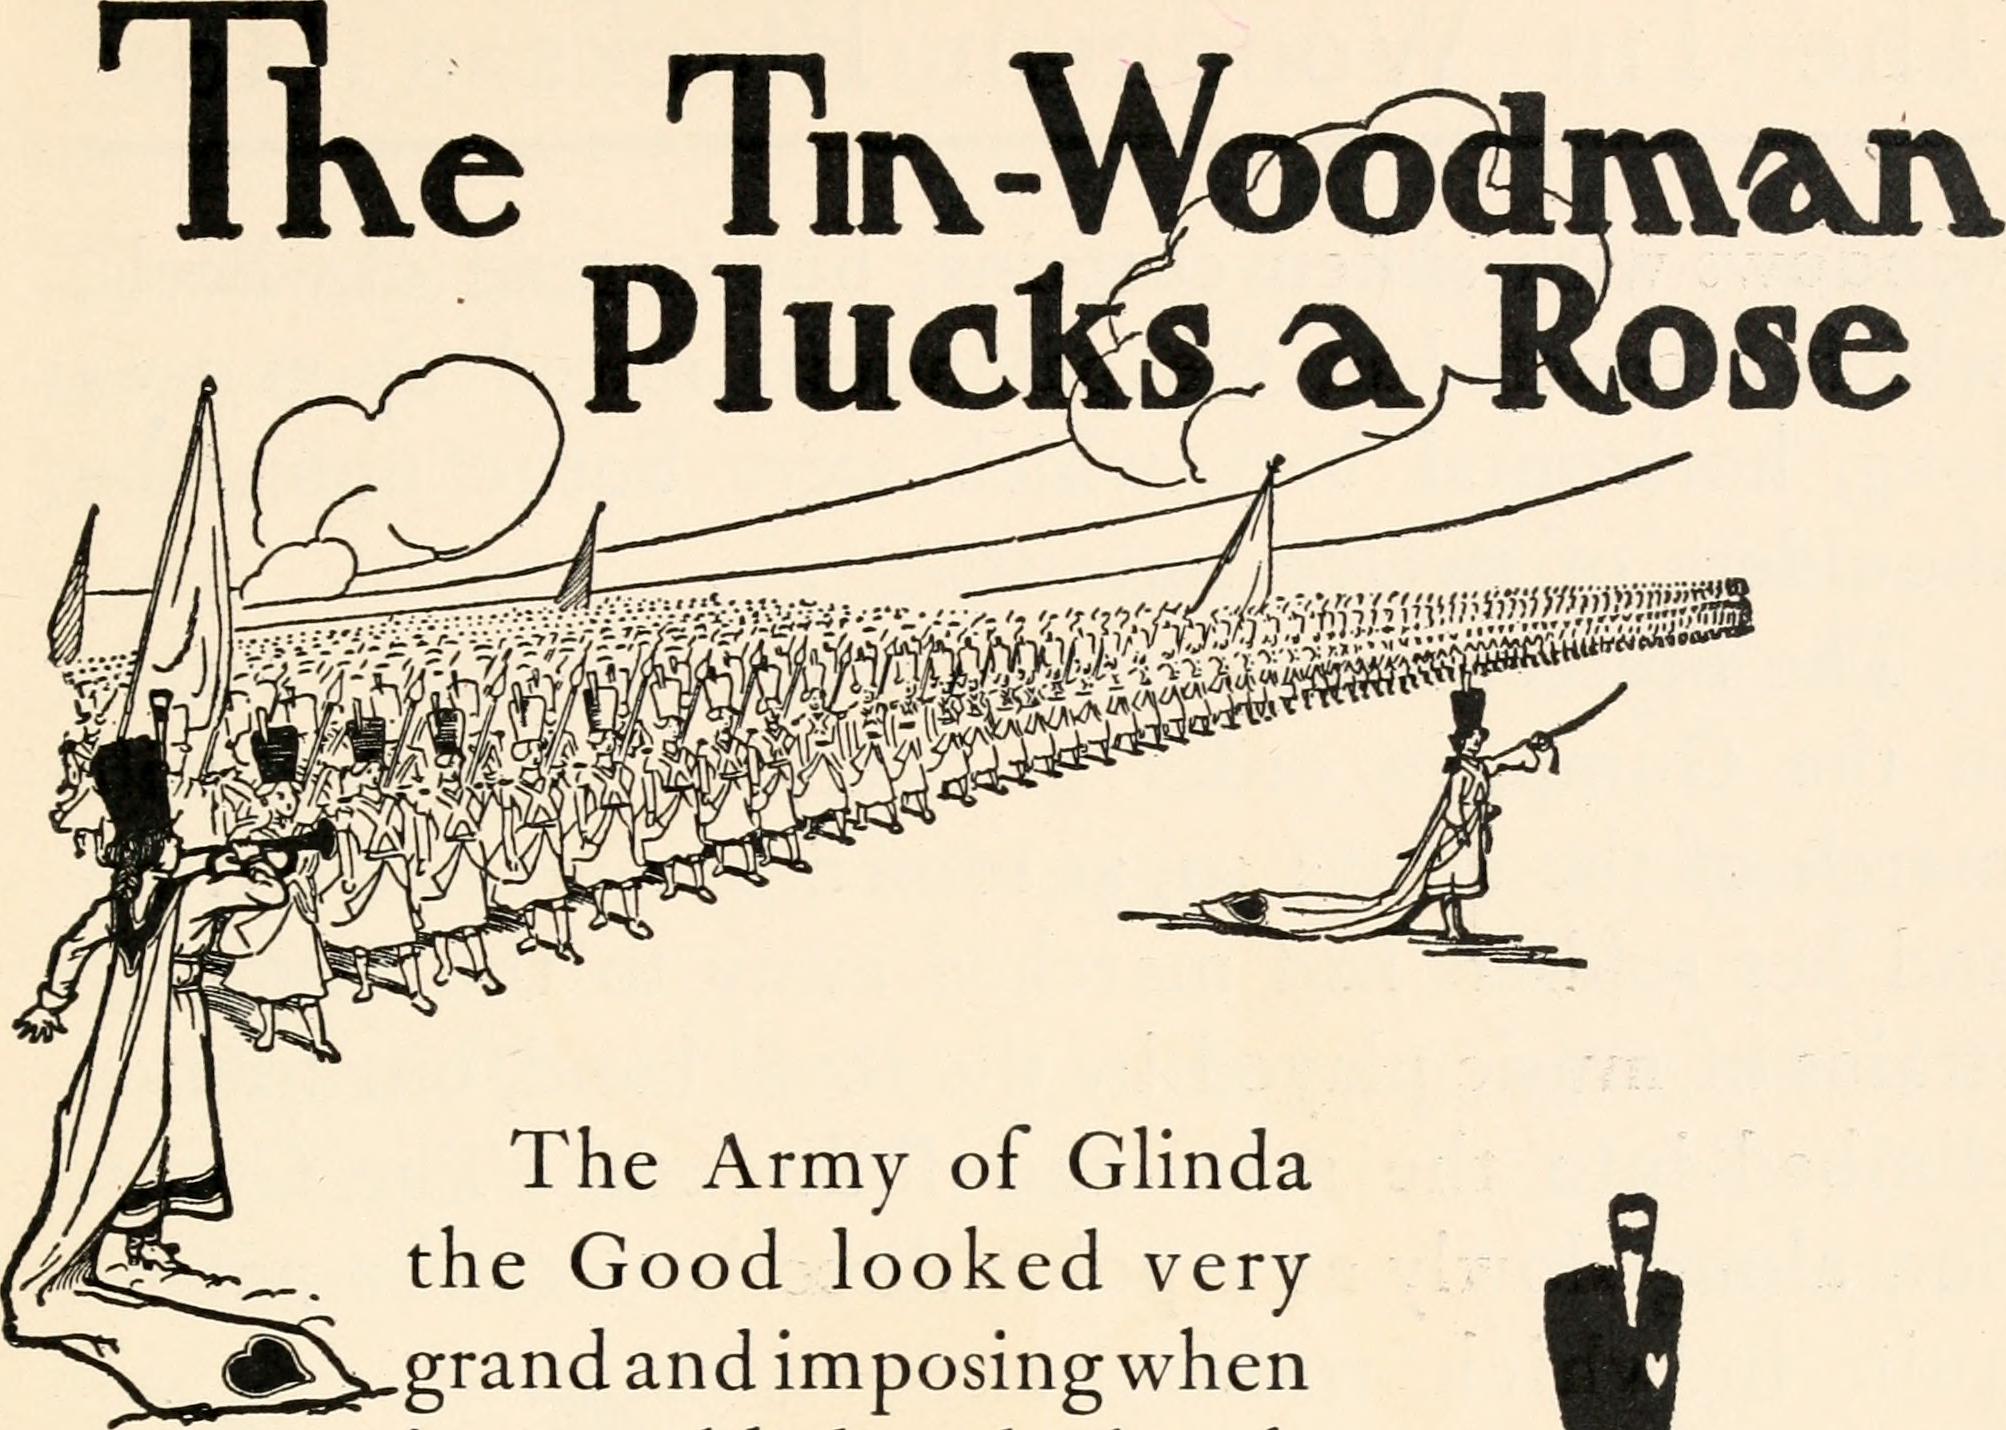 The Tin-Woodman
Plucks a Rose
The Army of Glinda
the Good looked very
grand and imposing when